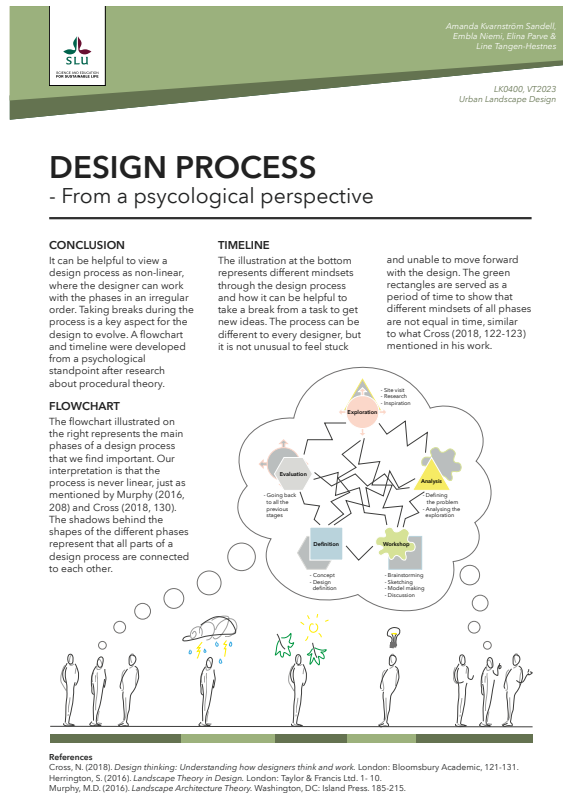 SLU
SCIENCE AND EDUCATION
FOR SUSTAINABLE LIFE
Amanda Kvarnström Sandell,
Embla Niemi, Elina Parve &
Line Tangen-Hestnes
LK0400, VT2023
Urban Landscape Design
DESIGN PROCESS
- From a psycological perspective
CONCLUSION
It can be helpful to view a
design process as non-linear,
where the designer can work
with the phases in an irregular
order. Taking breaks during the
process is a key aspect for the
design to evolve. A flowchart
and timeline were developed
from a psychological
standpoint after research
about procedural theory.
FLOWCHART
The flowchart illustrated on
the right represents the main
phases of a design process
that we find important. Our
interpretation is that the
process is never linear, just as
mentioned by Murphy (2016,
208) and Cross (2018, 130).
The shadows behind the
shapes of the different phases
represent that all parts of a
design process are connected
to each other.
TIMELINE
The illustration at the bottom
represents different mindsets
through the design process
and how it can be helpful to
take a break from a task to get
new ideas. The process can be
different to every designer, but
it is not unusual to feel stuck
and unable to move forward
with the design. The green
rectangles are served as a
period of time to show that
different mindsets of all phases
are not equal in time, similar
to what Cross (2018, 122-123)
mentioned in his work.
Exploration
- Site visit
- Research
- Inspiration
Evaluation
- Going back
to all the
previous
stages
Analysis
- Defining
the problem
- Analysing the
exploration
Definition
- Concept
- Design
definition
Workshop
- Brainstorming
- Sketching
- Model making
- Discussion
References
Cross, N. (2018). Design thinking: Understanding how designers think and work. London: Bloomsbury Academic, 121-131.
Herrington, S. (2016). Landscape Theory in Design. London: Taylor & Francis Ltd. 1- 10.
Murphy, M.D. (2016). Landscape Architecture Theory. Washington, DC: Island Press. 185-215.